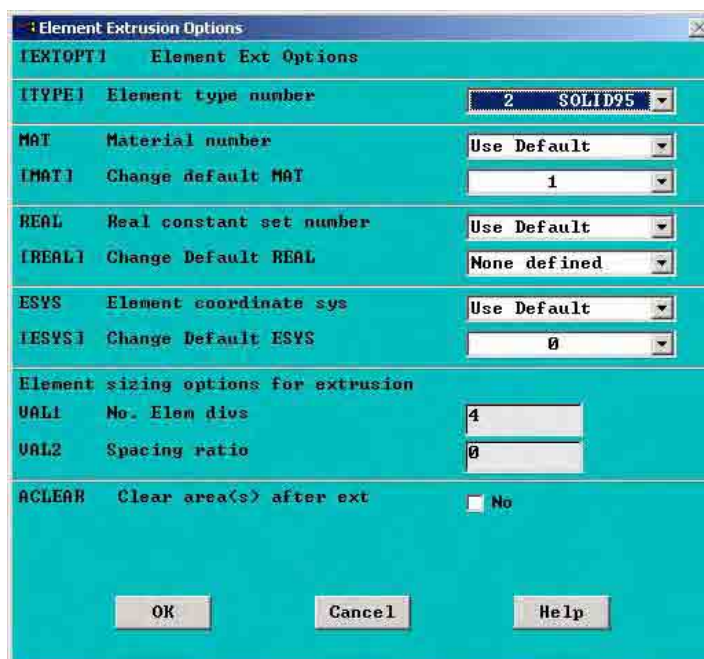 Element Extrusion Options
[EXTOPT] Element Ext Options
[TYPE] Element type number 2 SOLID95
MAT Material number Use Default
[MAT] Change default MAT 1
REAL Real constant set number Use Default
[REAL] Change Default REAL None defined
ESYS Element coordinate sys Use Default
[ESYS] Change Default ESYS 0
Element sizing options for extrusion
VAL1 No. Elem divs 4
VAL2 Spacing ratio 0
ACLEAR Clear area(s) after ext No
OK Cancel Help